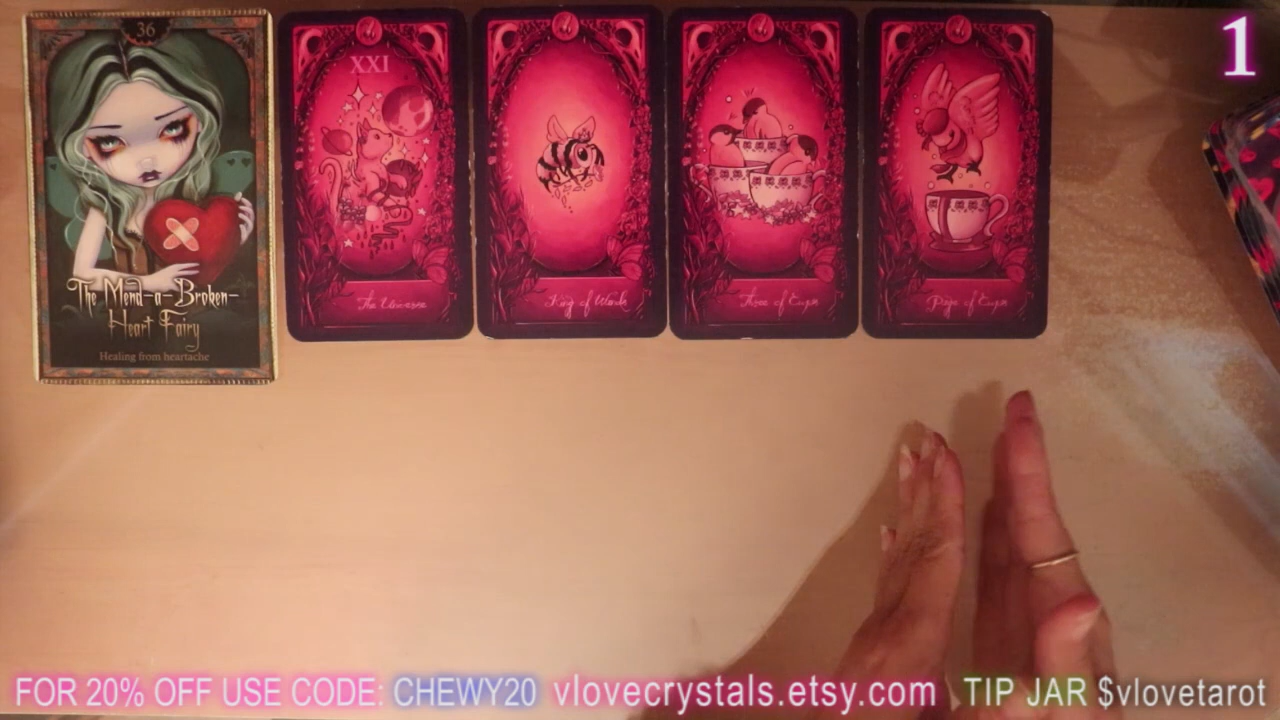 1
36
The Mend-a-Broken-
Heart Fairy
Healing from heartache
XXI
The Universe
King of Wands
Three of Cups
Page of Cups
FOR 20% OFF USE CODE: CHEWY20 vlovecrystals.etsy.com TIP JAR $vlovetarot